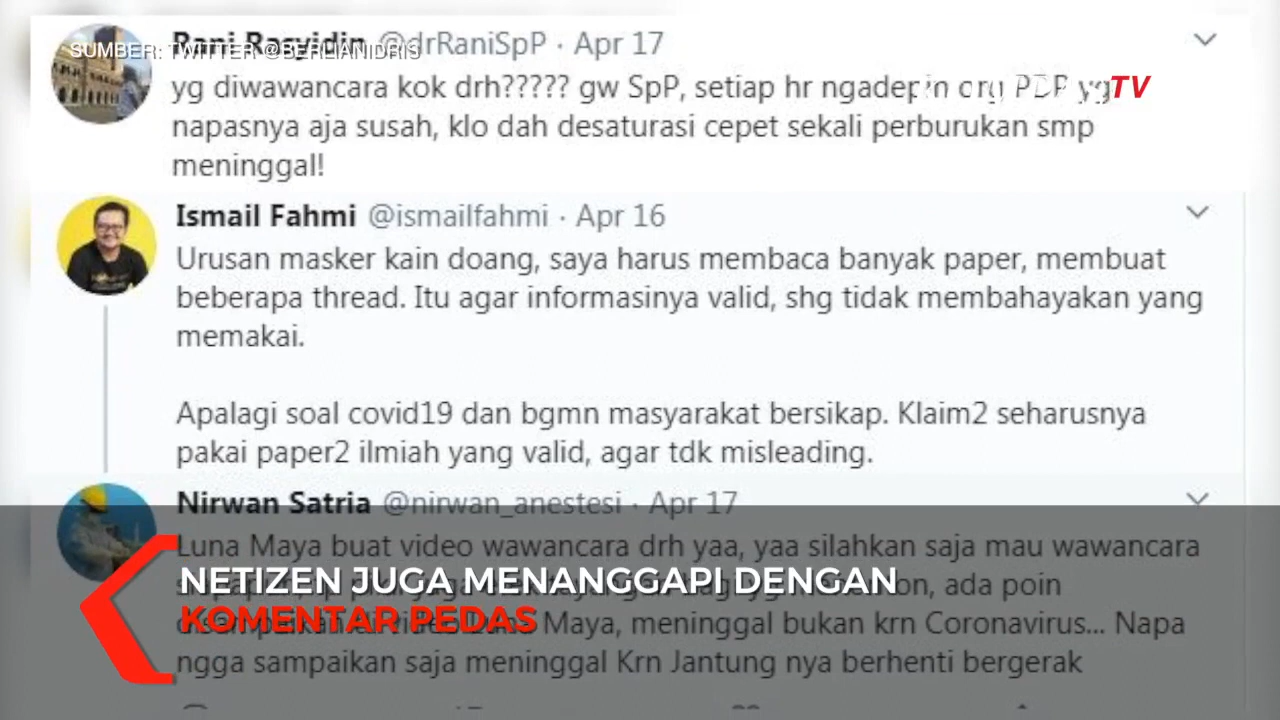 SUMBER: TWITTER @BERLIANIDRIS
Rani Rasyidin @drRaniSpP · Apr 17
yg diwawancara kok drh????? gw SpP, setiap hr ngadepin org PDP yg
TV
napasnya aja susah, klo dah desaturasi cepet sekali perburukan smp
meninggal!
Ismail Fahmi @ismailfahmi · Apr 16
Urusan masker kain doang, saya harus membaca banyak paper, membuat
beberapa thread. Itu agar informasinya valid, shg tidak membahayakan yang
memakai.
Apalagi soal covid19 dan bgmn masyarakat bersikap. Klaim2 seharusnya
pakai paper2 ilmiah yang valid, agar tdk misleading.
Nirwan Satria @nirwan_anestesi · Apr 17
Luna Maya buat video wawancara drh yaa, yaa silahkan saja mau wawancara
ada poin
NETIZEN JUGA MENANGGAPI DENGAN
KOMENTAR PEDAS
Maya, meninggal bukan krn Coronavirus... Napa
ngga sampaikan saja meninggal Krn Jantung nya berhenti bergerak